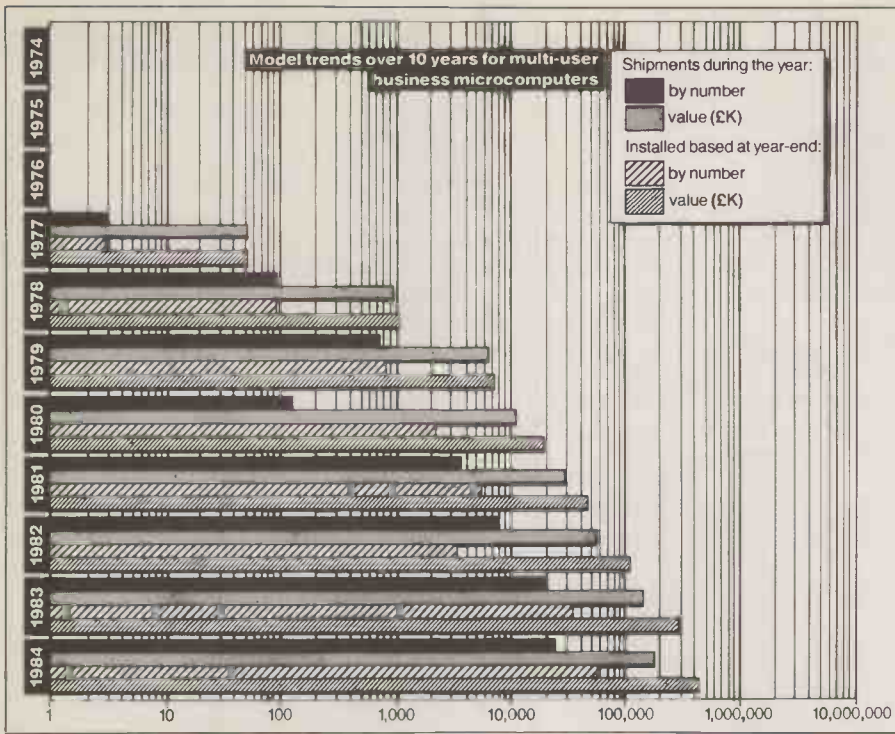 Model trends over 10 years for multi-user
business microcomputers
Shipments during the year:
by number
value (£K)
Installed based at year-end:
by number
value (£K)
1974
1975
1976
1977
1978
1979
1980
1981
1982
1983
1984
1
10
100
1,000
10,000
100,000
1,000,000
10,000,000